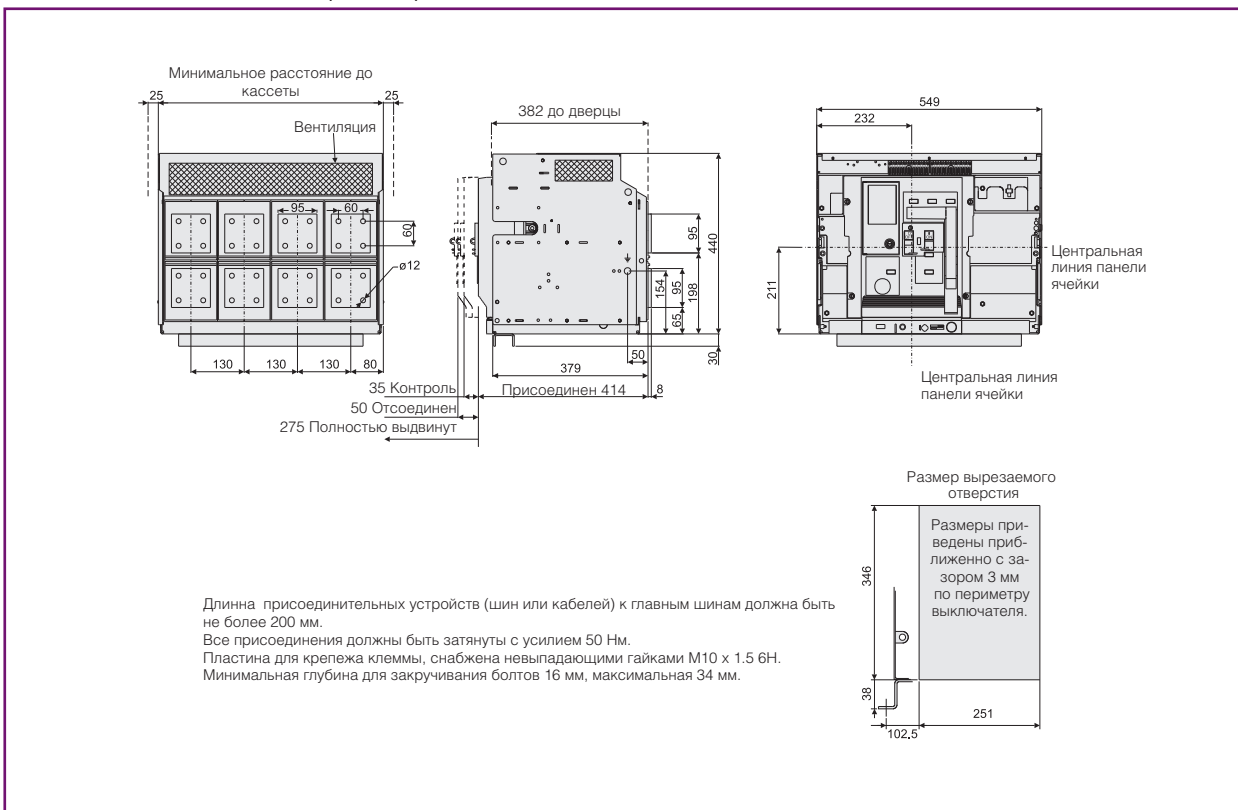 Минимальное расстояние до
кассеты
25
25
Вентиляция
95
60
60
ø12
130
130
130
80
382 до дверцы
440
95
198
95
154
65
50
30
379
35 Контроль
Присоединен 414
8
50 Отсоединен
275 Полностью выдвинут
549
232
211
Центральная
линия панели
ячейки
Центральная линия
панели ячейки
Размер вырезаемого
отверстия
Размеры при-
ведены приб-
лиженно с за-
зором 3 мм
по периметру
выключателя.
346
38
251
102.5
Длинна присоединительных устройств (шин или кабелей) к главным шинам должна быть
не более 200 мм.
Все присоединения должны быть затянуты с усилием 50 Нм.
Пластина для крепежа клеммы, снабжена невыпадающими гайками М10 х 1.5 6Н.
Минимальная глубина для закручивания болтов 16 мм, максимальная 34 мм.